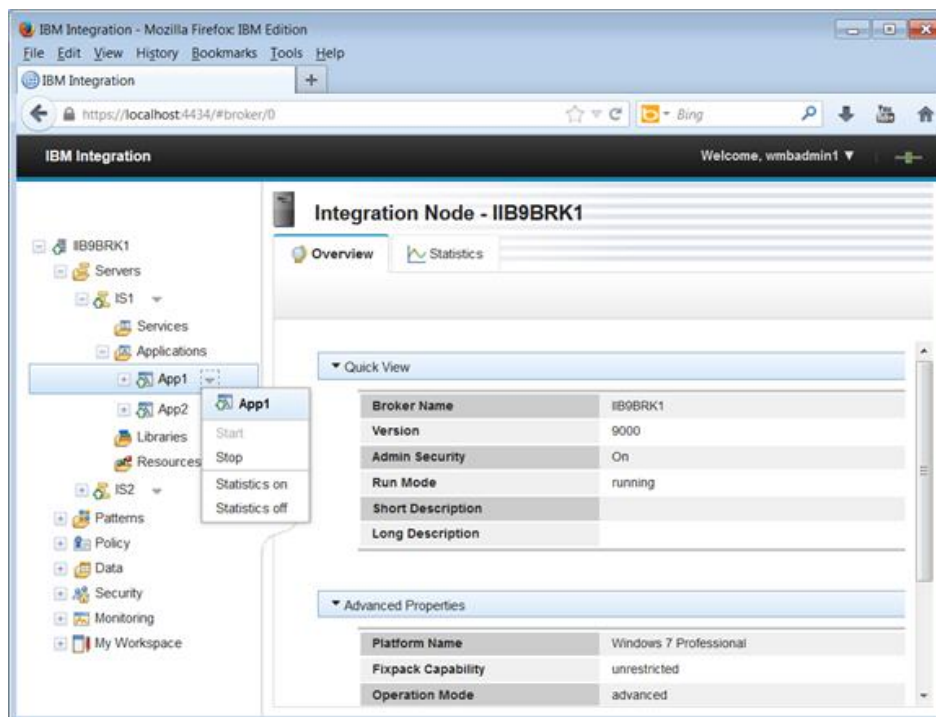 IBM Integration - Mozilla Firefox: IBM Edition
File Edit View History Bookmarks Tools Help
IBM Integration
https://localhost:4434/#broker/0
Bing
IBM Integration
Welcome, wmbadmin1
Integration Node - IIB9BRK1
Overview
Statistics
IIB9BRK1
Servers
IS1
Services
Applications
App1
App2
Libraries
Resources
IS2
Patterns
Policy
Data
Security
Monitoring
My Workspace
App1
Start
Stop
Statistics on
Statistics off
Quick View
Broker Name IIB9BRK1
Version 9000
Admin Security On
Run Mode running
Short Description
Long Description
Advanced Properties
Platform Name Windows 7 Professional
Fixpack Capability unrestricted
Operation Mode advanced